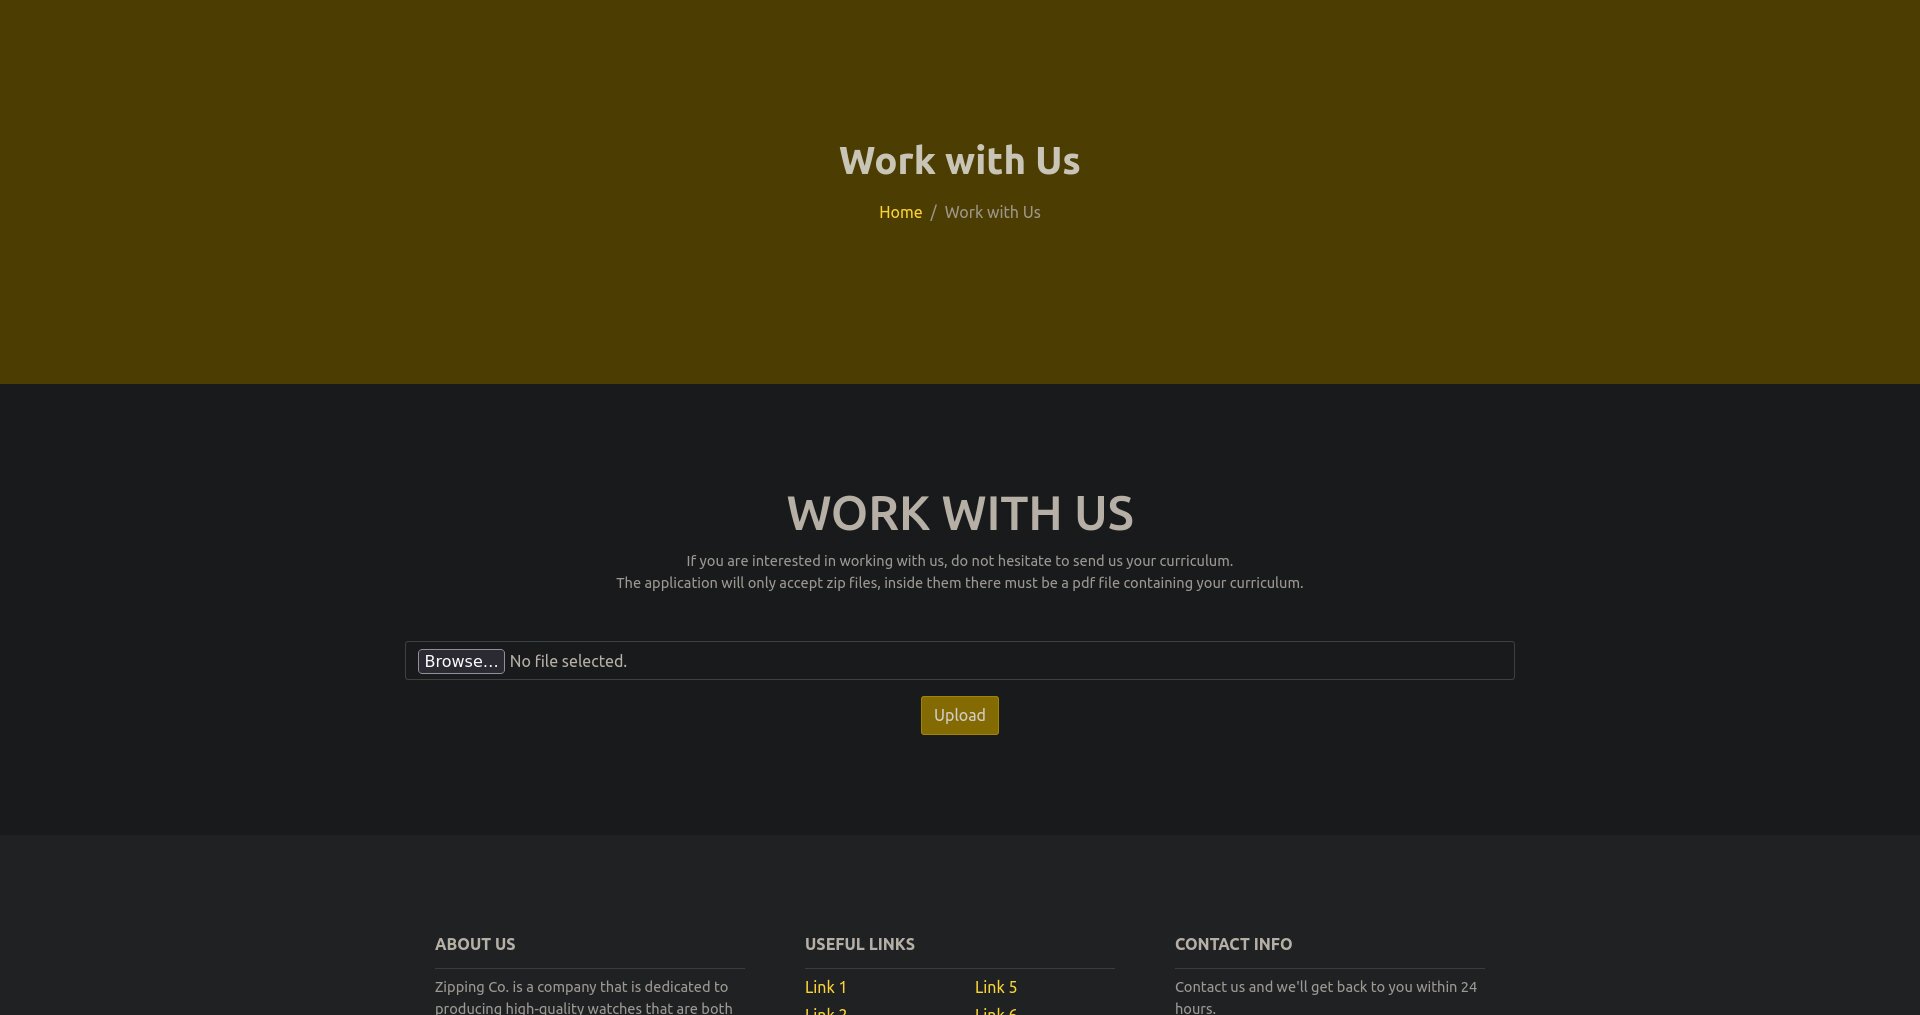 Work with Us
Home / Work with Us
WORK WITH US
If you are interested in working with us, do not hesitate to send us your curriculum.
The application will only accept zip files, inside them there must be a pdf file containing your curriculum.
Browse... No file selected.
Upload
ABOUT US
Zipping Co. is a company that is dedicated to
producing high-quality watches that are both
USEFUL LINKS
Link 1 Link 5
Link 2 Link 6
CONTACT INFO
Contact us and we'll get back to you within 24
hours.